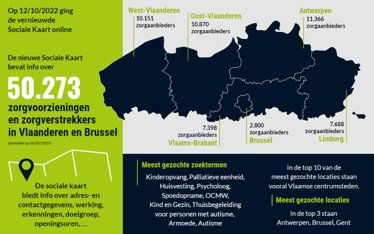 Op 12/10/2022 ging
de vernieuwde
Sociale Kaart online
De nieuwe Sociale Kaart
bevat info over
50.273
zorgvoorzieningen
en zorgverstrekkers
in Vlaanderen en Brussel
De sociale kaart
biedt info over adres- en
contactgegevens, werking,
erkenningen, doelgroep,
openingsuren, ...
West-Vlaanderen
10.151
zorgaanbieders
Oost-Vlaanderen
10.870
zorgaanbieders
Antwerpen
11.366
zorgaanbieders
7.398
zorgaanbieders
Vlaams-Brabant
2.800
zorgaanbieders
Brussel
7.688
zorgaanbieders
Limburg
Meest gezochte zoektermen
Kinderopvang, Palliatieve eenheid,
Huisvesting, Psycholoog,
Spoedopname, OCMW,
Kind en Gezin, Thuisbegeleiding
voor personen met autisme,
Armoede, Autisme
In de top 10 van de
meest gezochte locaties staan
vooral Vlaamse centrumsteden.
Meest gezochte locaties
In de top 3 staan
Antwerpen, Brussel, Gent